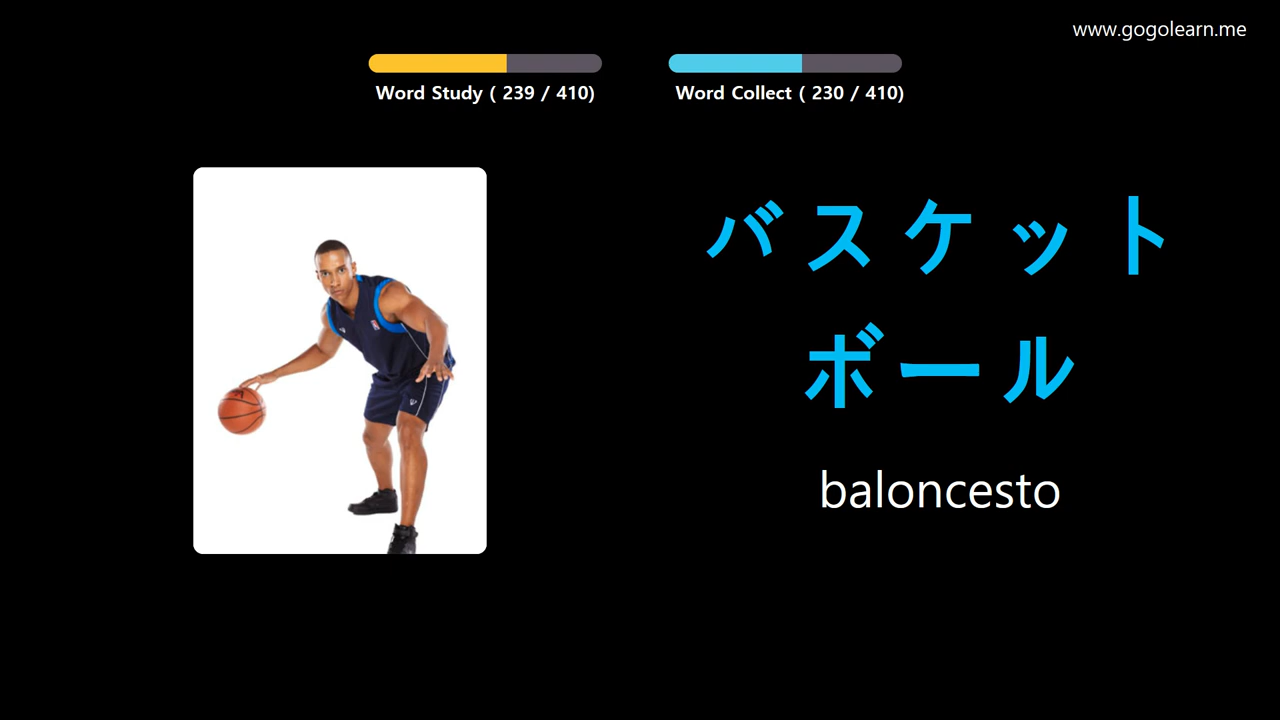 www.gogolearn.me
Word Study ( 239 / 410)
Word Collect ( 230 / 410)
バスケット
ボール
baloncesto